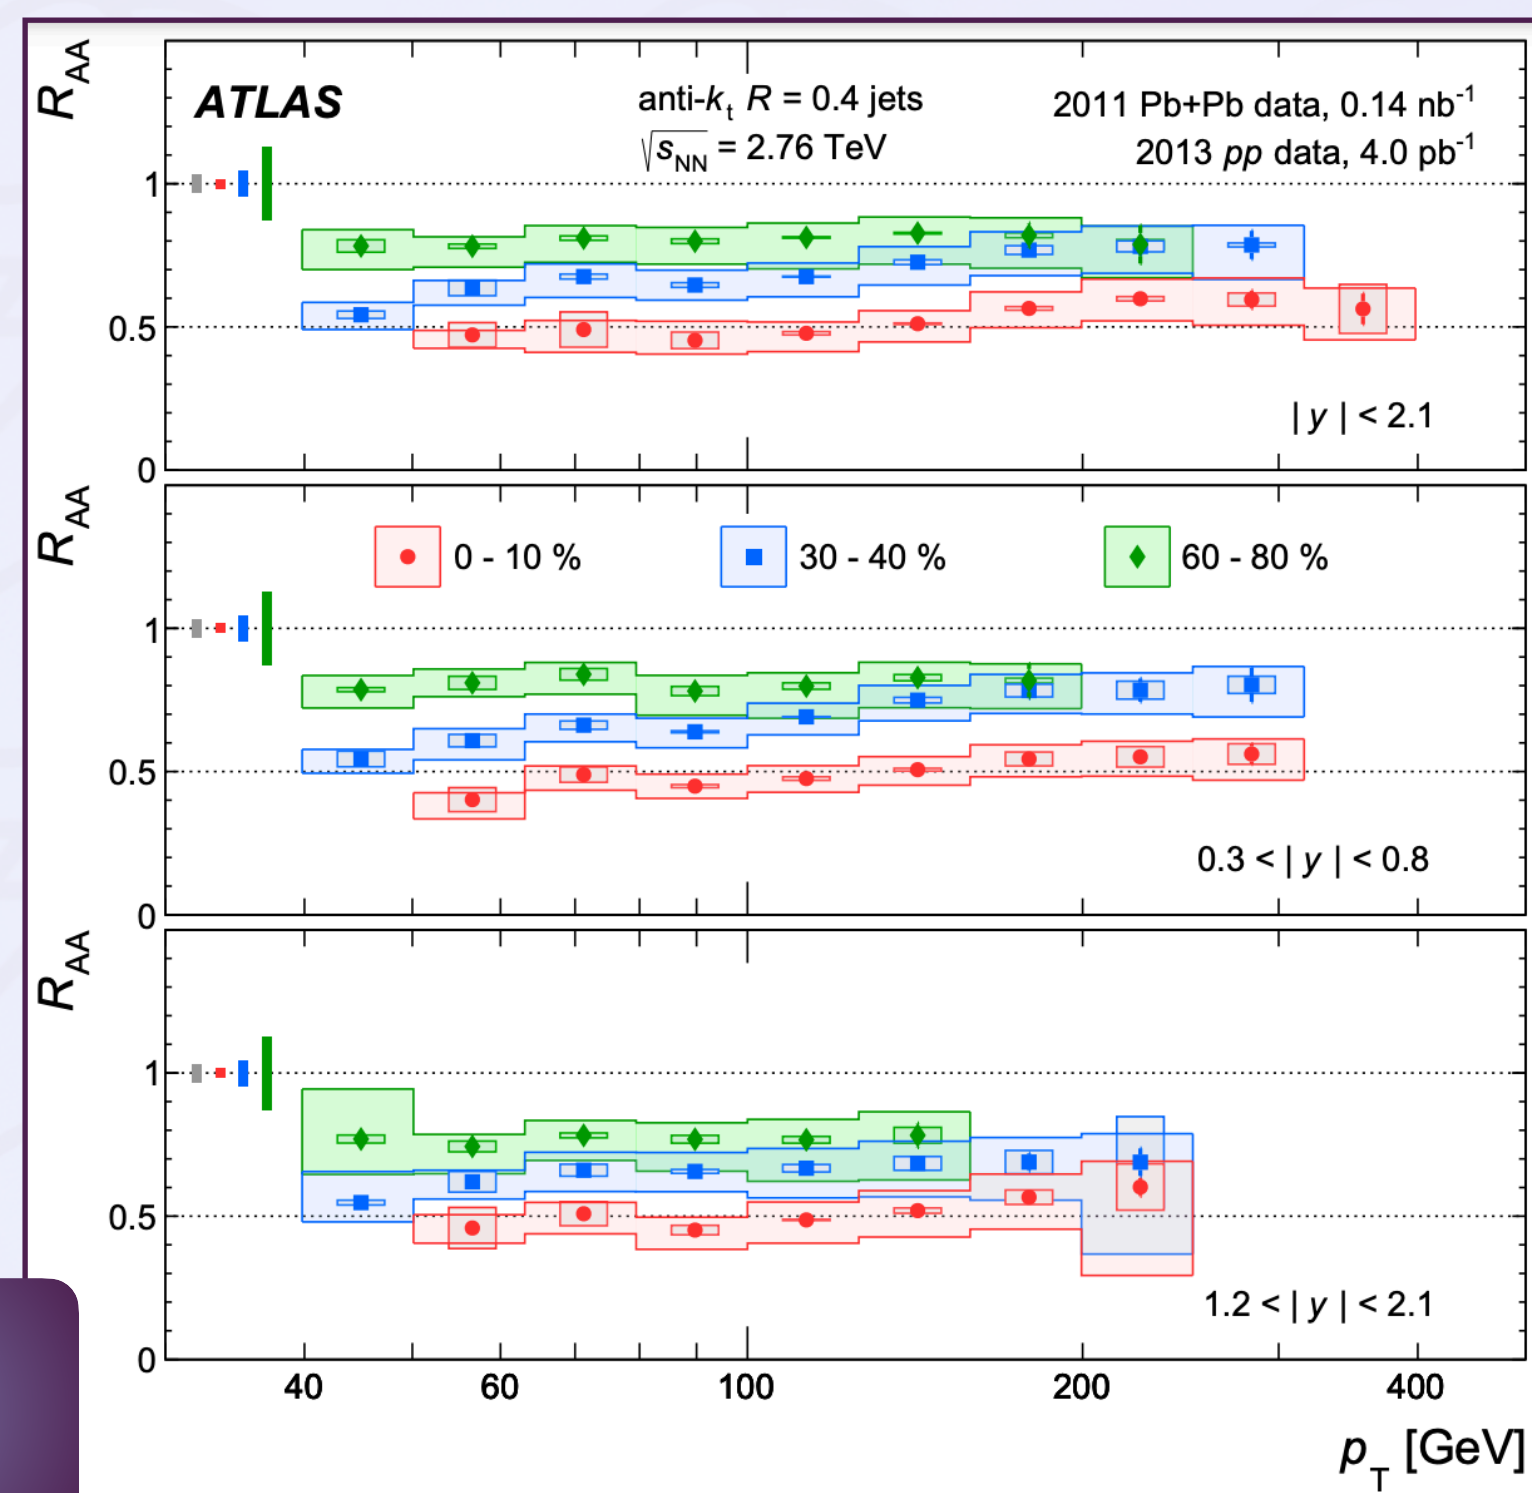 R_AA
ATLAS
anti-k_t R = 0.4 jets
√s_NN = 2.76 TeV
2011 Pb+Pb data, 0.14 nb⁻¹
2013 pp data, 4.0 pb⁻¹
1
0.5
| y | < 2.1
0
R_AA
0 - 10 %
30 - 40 %
60 - 80 %
1
0.5
0.3 < | y | < 0.8
0
R_AA
1
0.5
1.2 < | y | < 2.1
0
40 60 100 200 400
p_T [GeV]